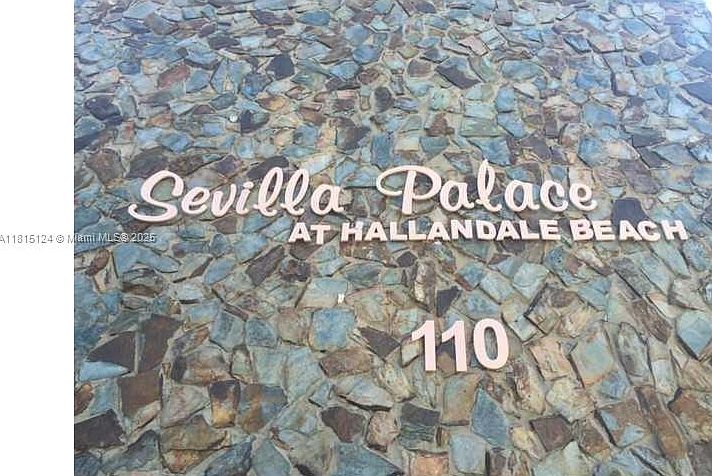 Sevilla Palace
AT HALLANDALE BEACH
A11815124 © Miami MLS® 2025
110